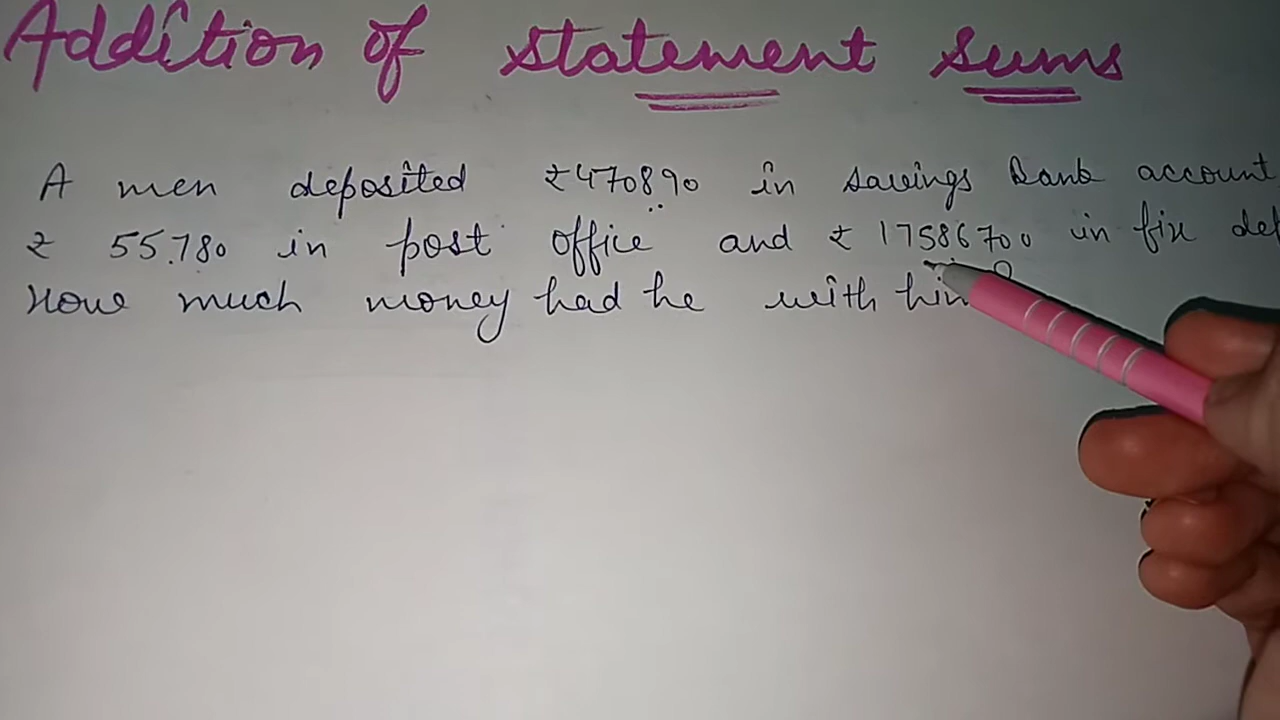 Addition of statement sums
A men deposited ₹470890 in savings bank account
₹ 55780 in post office and ₹ 17586700 in fix
How much money had he with him